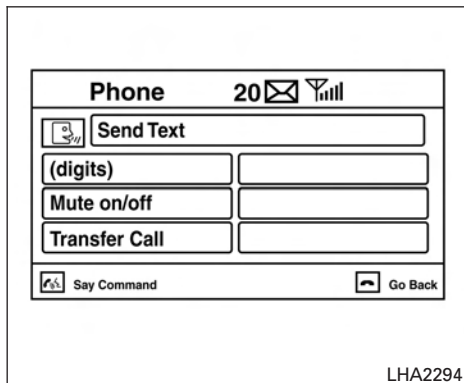 Phone 20
Send Text
(digits)
Mute on/off
Transfer Call
Say Command Go Back
LHA2294